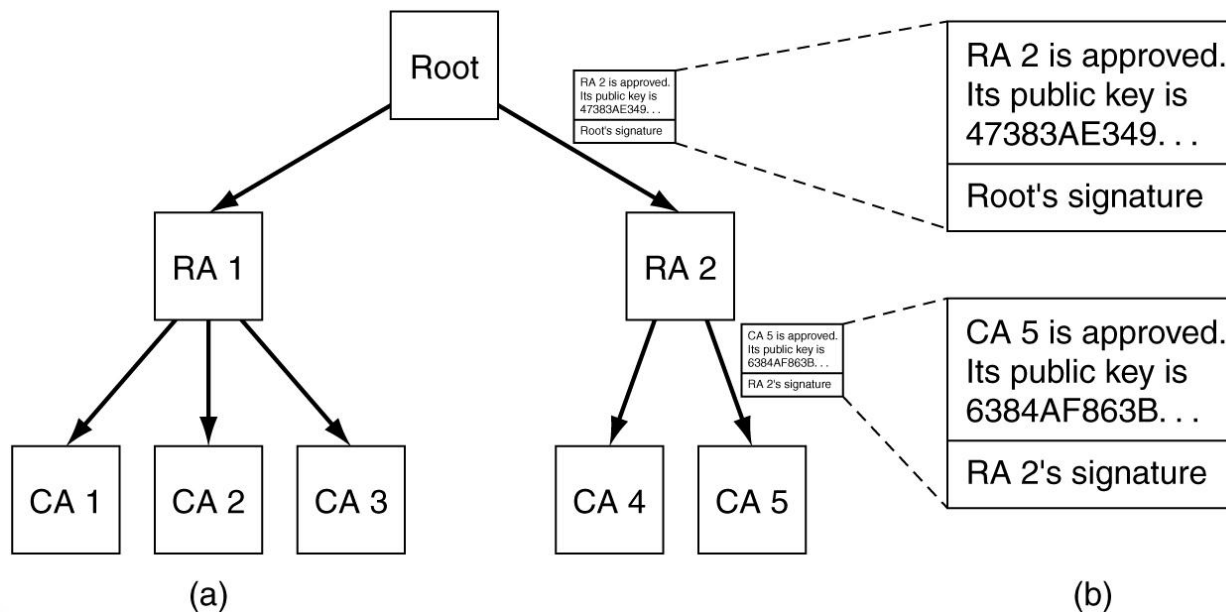 Root
RA 2 is approved.
Its public key is
47383AE349. . .
Root's signature
RA 2 is approved.
Its public key is
47383AE349. . .
Root's signature
RA 1
RA 2
CA 5 is approved.
Its public key is
6384AF863B. . .
RA 2's signature
CA 5 is approved.
Its public key is
6384AF863B. . .
RA 2's signature
CA 1
CA 2
CA 3
CA 4
CA 5
(a)
(b)